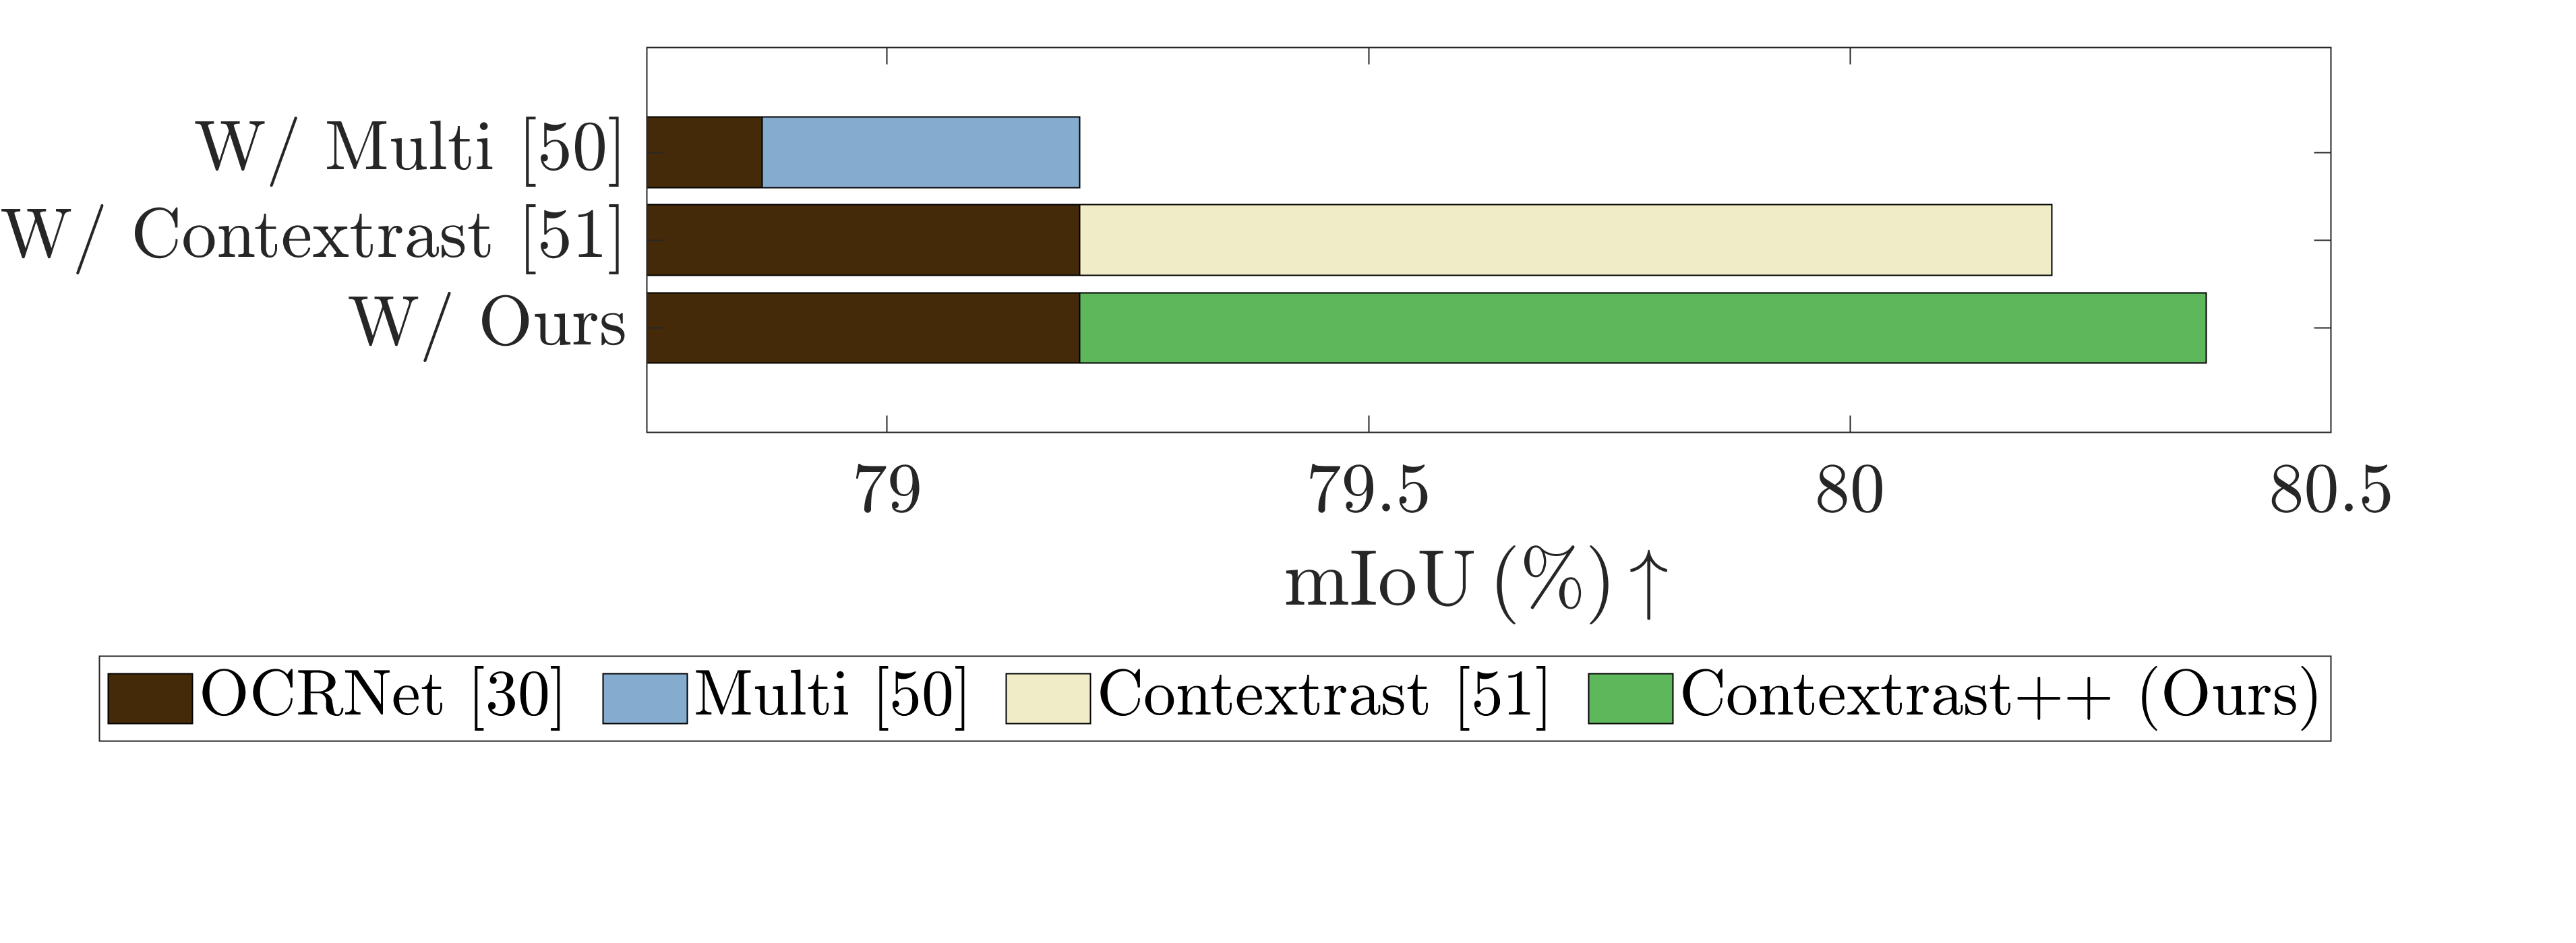 W/ Multi [50]
W/ Contextrast [51]
W/ Ours
79 79.5 80 80.5
mIoU (%) ↑
OCRNet [30] Multi [50] Contextrast [51] Contextrast++ (Ours)